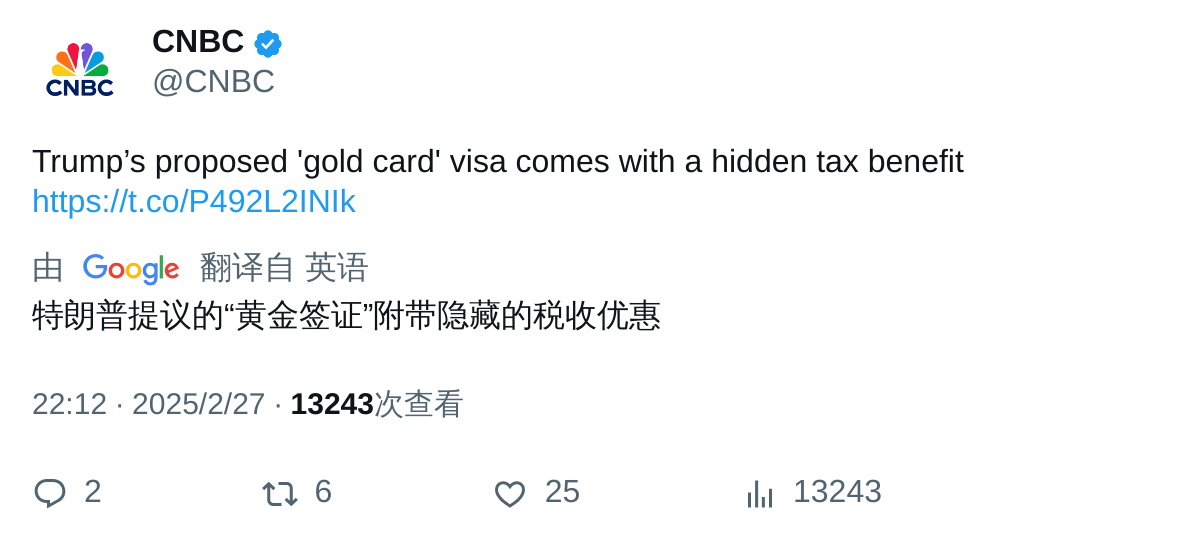 CNBC
@CNBC
CNBC
Trump’s proposed 'gold card' visa comes with a hidden tax benefit
https://t.co/P492L2INIk
由 Google 翻译自 英语
特朗普提议的“黄金签证”附带隐藏的税收优惠
22:12 · 2025/2/27 · 13243次查看
2 6 25 13243